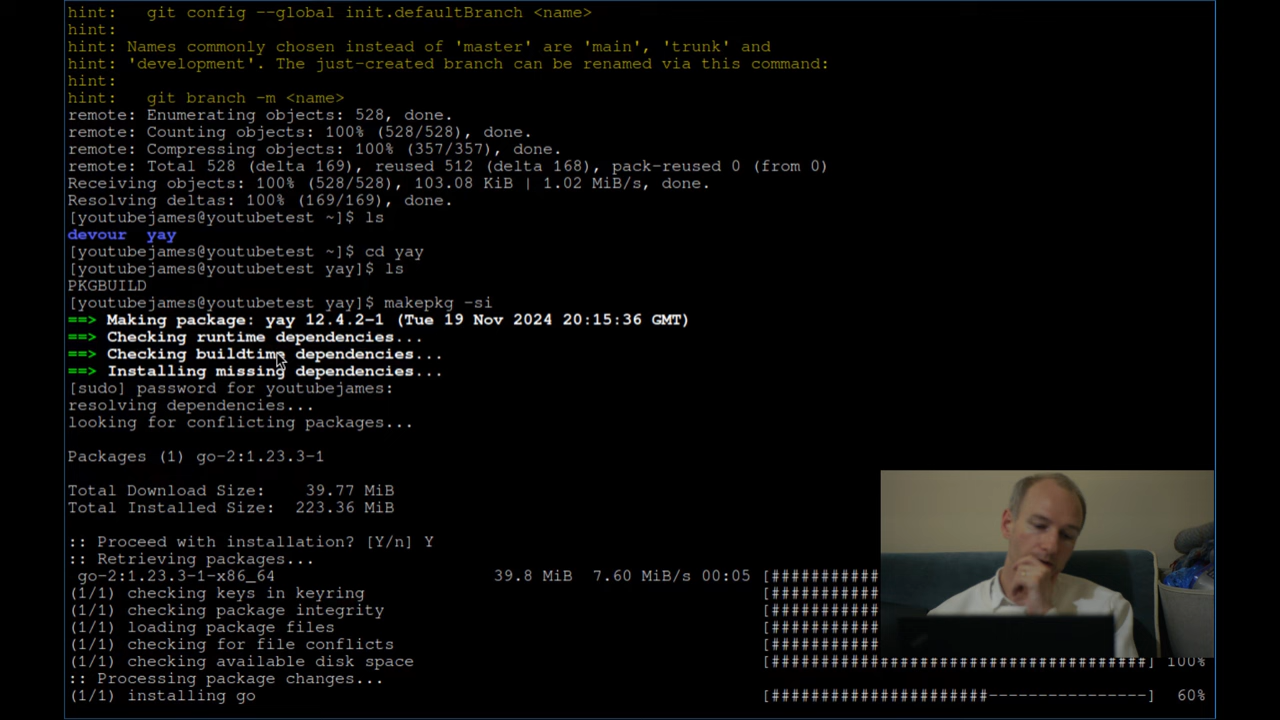 hint:   git config --global init.defaultBranch <name>
hint:
hint: Names commonly chosen instead of 'master' are 'main', 'trunk' and
hint: 'development'. The just-created branch can be renamed via this command:
hint:
hint:   git branch -m <name>
remote: Enumerating objects: 528, done.
remote: Counting objects: 100% (528/528), done.
remote: Compressing objects: 100% (357/357), done.
remote: Total 528 (delta 169), reused 512 (delta 168), pack-reused 0 (from 0)
Receiving objects: 100% (528/528), 103.08 KiB | 1.02 MiB/s, done.
Resolving deltas: 100% (169/169), done.
[youtubejames@youtubetest ~]$ ls
devour  yay
[youtubejames@youtubetest ~]$ cd yay
[youtubejames@youtubetest yay]$ ls
PKGBUILD
[youtubejames@youtubetest yay]$ makepkg -si
==> Making package: yay 12.4.2-1 (Tue 19 Nov 2024 20:15:36 GMT)
==> Checking runtime dependencies...
==> Checking buildtime dependencies...
==> Installing missing dependencies...
[sudo] password for youtubejames:
resolving dependencies...
looking for conflicting packages...
Packages (1) go-2:1.23.3-1
Total Download Size:    39.77 MiB
Total Installed Size:  223.36 MiB
:: Proceed with installation? [Y/n] Y
:: Retrieving packages...
go-2:1.23.3-1-x86_64                      39.8 MiB  7.60 MiB/s 00:05 [###########
(1/1) checking keys in keyring                                         [###########
(1/1) checking package integrity                                       [###########
(1/1) loading package files                                            [###########
(1/1) checking for file conflicts                                      [###########
(1/1) checking available disk space                                    [######################################] 100%
:: Processing package changes...
(1/1) installing go                                                    [######################----------------]  60%